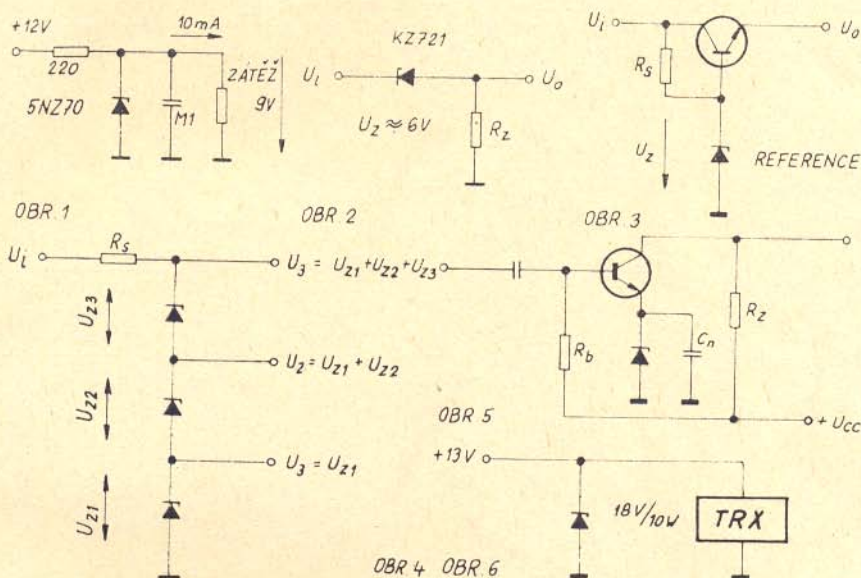 +12V
10mA
220
5NZ70
M1
ZÁTĚŽ
9V
KZ721
Ui
Uo
UZ ≈ 6V
RZ
Ui
Uo
RS
UZ
REFERENCE
OBR.1
OBR.2
OBR.3
Ui
RS
U3 = UZ1+UZ2+UZ3
UZ3
U2 = UZ1 + UZ2
UZ2
U3 = UZ1
UZ1
Rb
Cn
RZ
+ UCC
OBR.5
+13V
18V/10W
TRX
OBR.4 OBR.6